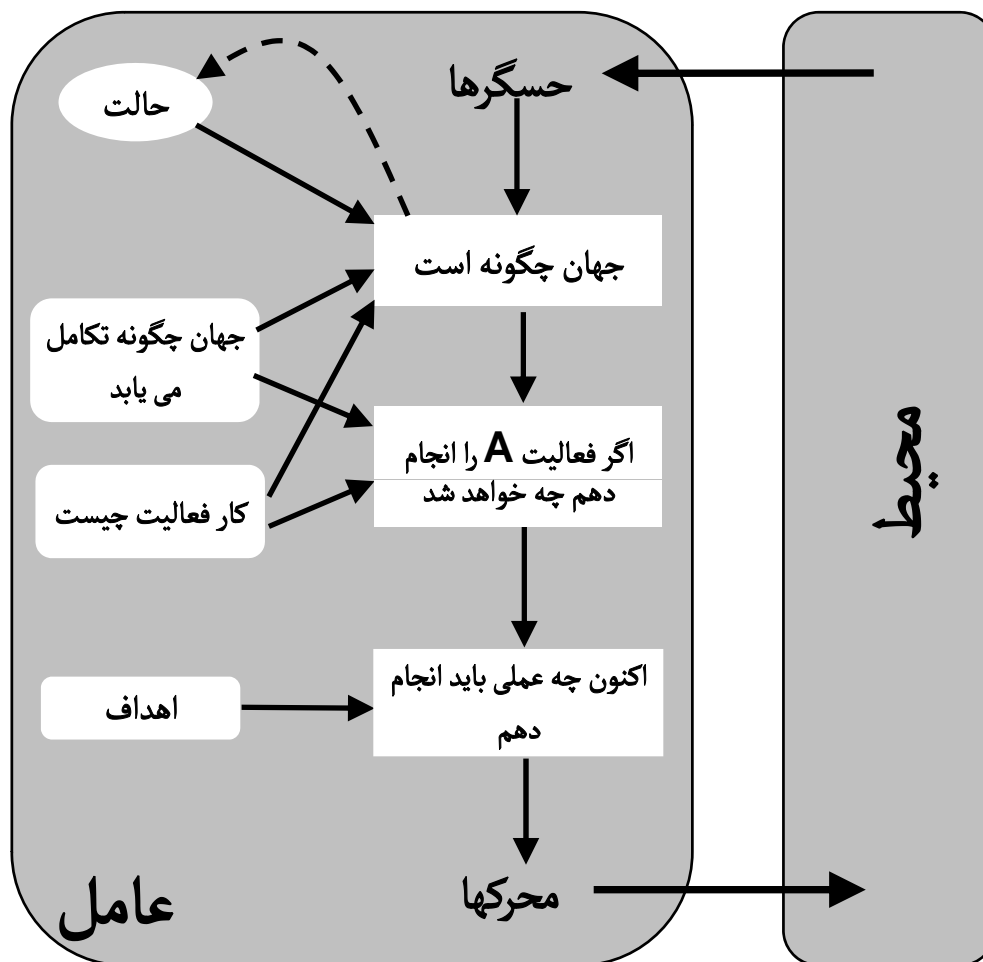 حسگرها
حالت
جهان چگونه است
جهان چگونه تکامل
می یابد
اگر فعالیت A را انجام
دهم چه خواهد شد
کار فعالیت چیست
اکنون چه عملی باید انجام
دهم
اهداف
محرکها
عامل
محیط